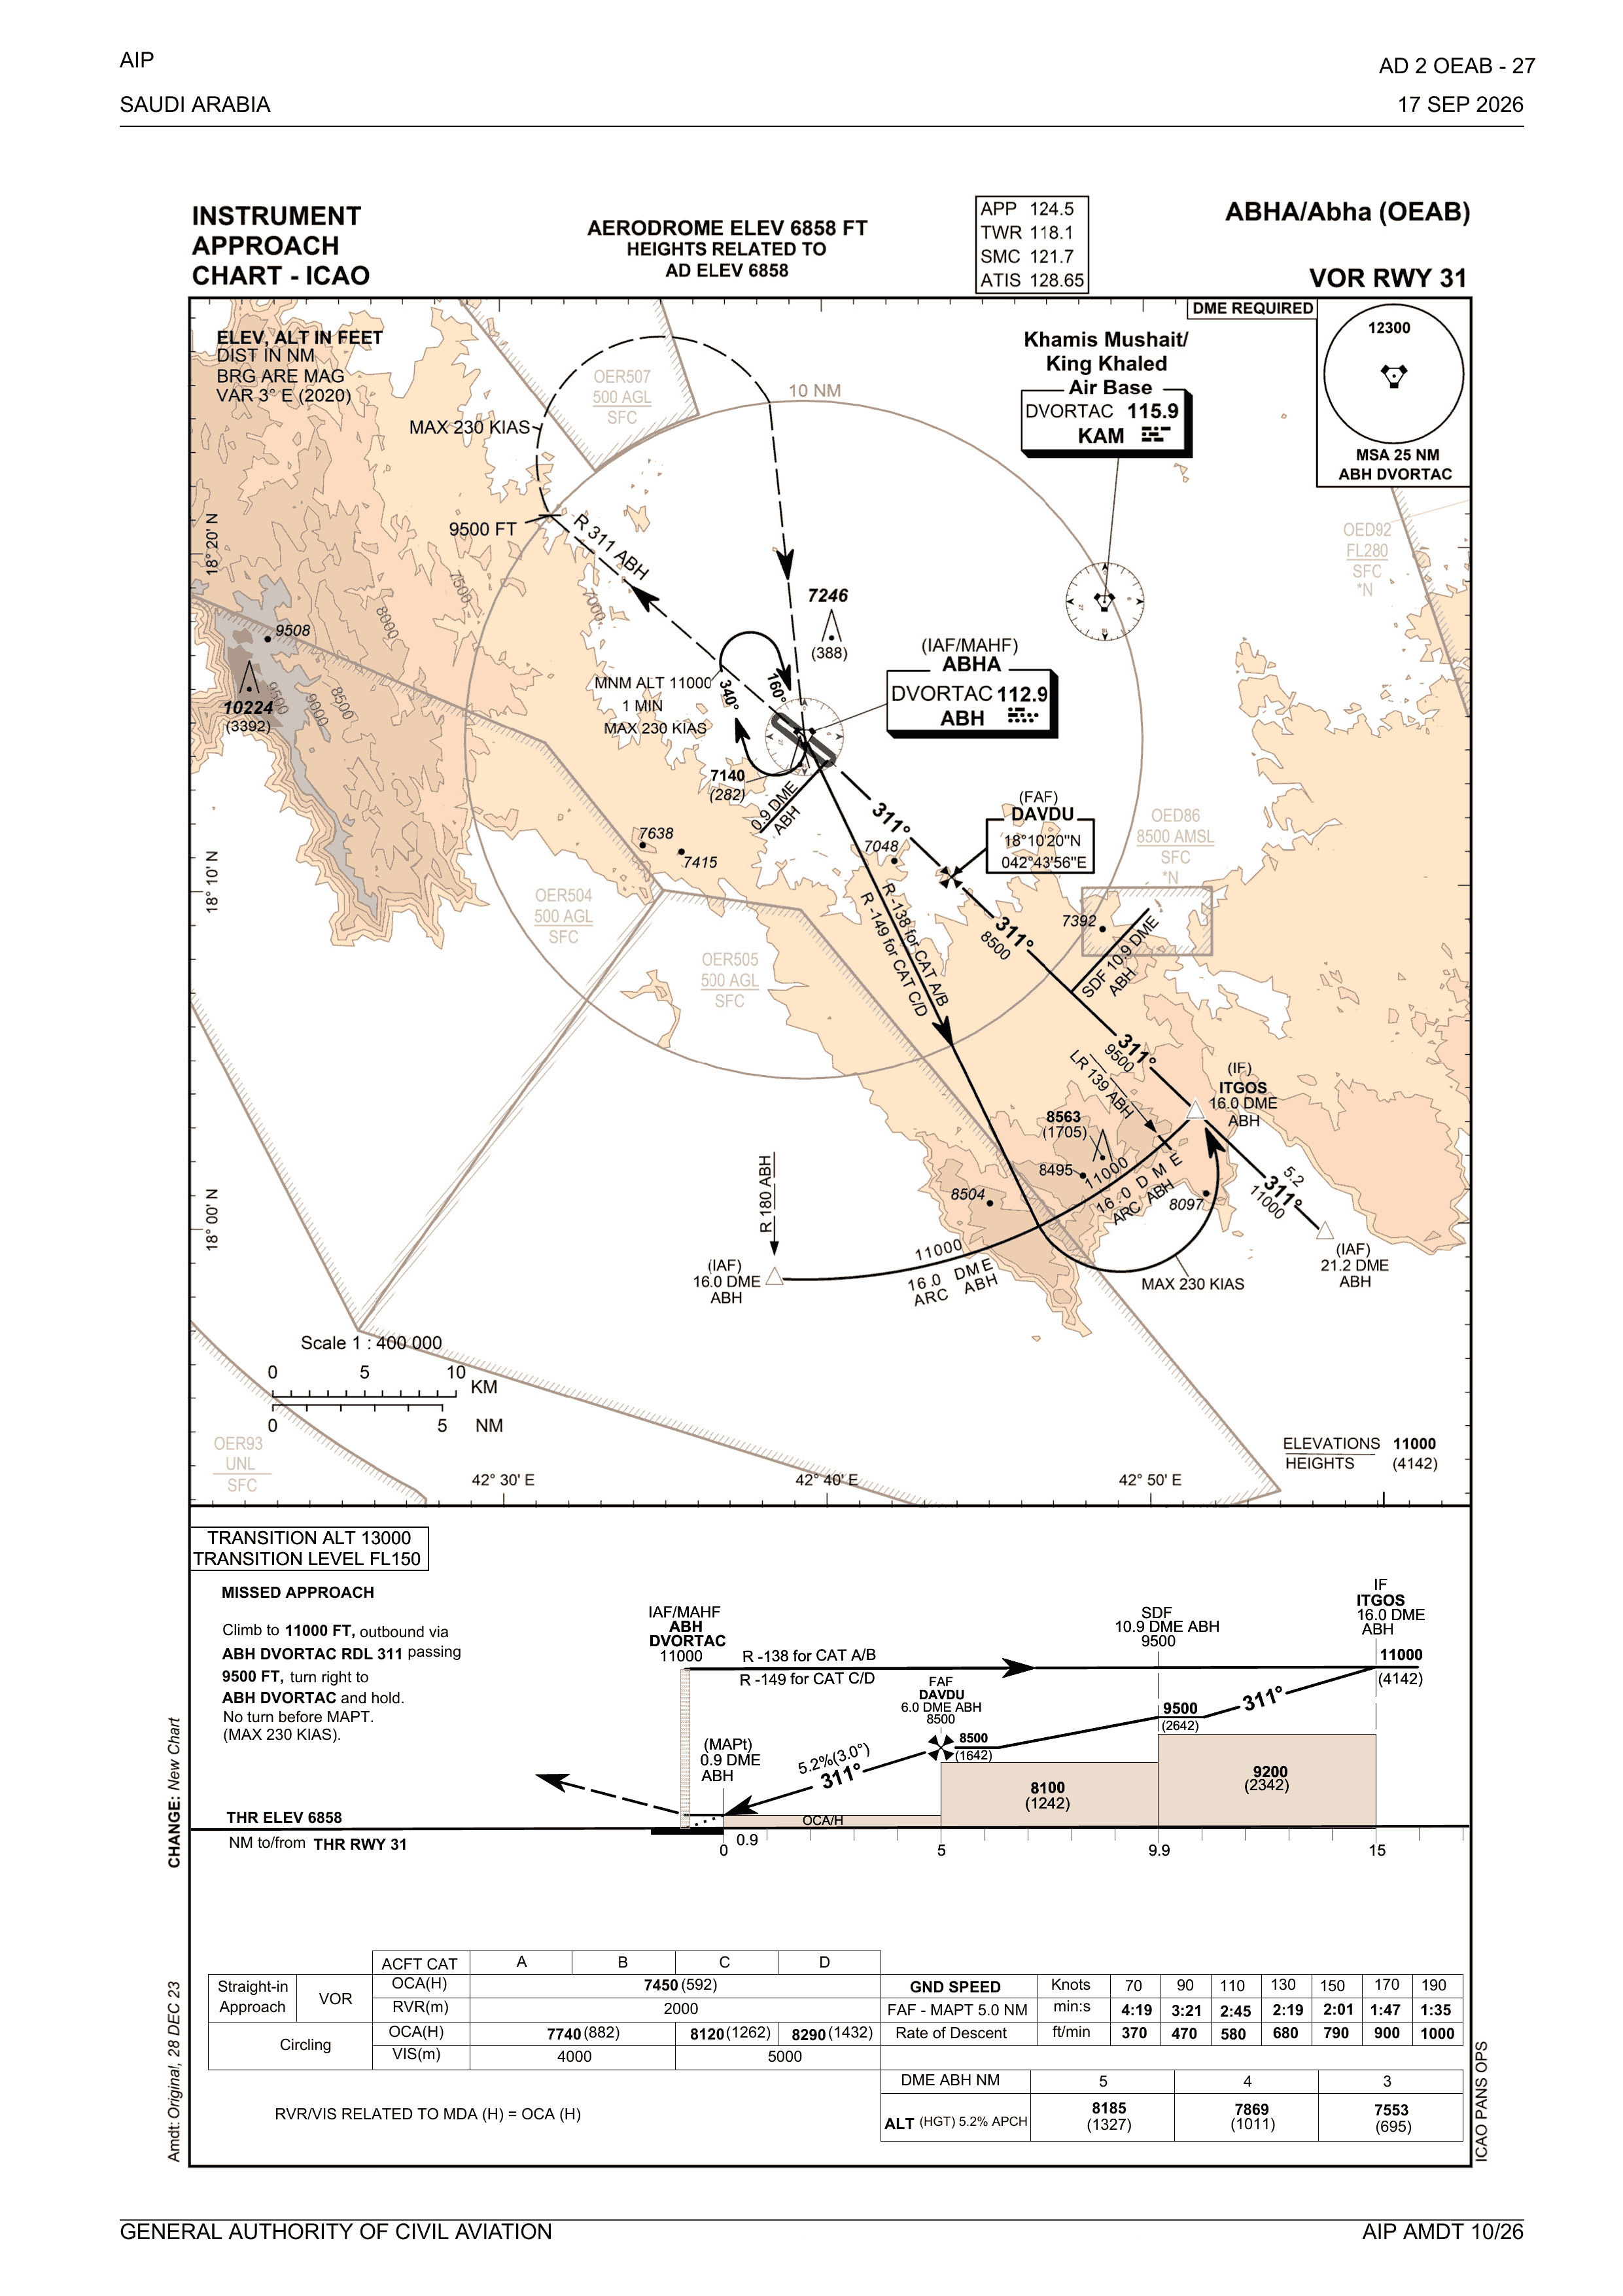 AIP
AD 2 OEAB - 27
SAUDI ARABIA
17 SEP 2026
INSTRUMENT
APPROACH
CHART - ICAO
AERODROME ELEV 6858 FT
HEIGHTS RELATED TO
AD ELEV 6858
APP 124.5
TWR 118.1
SMC 121.7
ATIS 128.65
ABHA/Abha (OEAB)
VOR RWY 31
ELEV, ALT IN FEET
DIST IN NM
BRG ARE MAG
VAR 3° E (2020)
DME REQUIRED
12300
MSA 25 NM
ABH DVORTAC
OER507
500 AGL
SFC
10 NM
MAX 230 KIAS
Khamis Mushait/
King Khaled
Air Base
DVORTAC 115.9
KAM
9500 FT
R 311 ABH
OED92
FL280
SFC
*N
18° 20' N
7500
8000
7000
9508
9500
9000
8500
10224
(3392)
7246
(388)
(IAF/MAHF)
ABHA
DVORTAC 112.9
ABH
MNM ALT 11000
1 MIN
MAX 230 KIAS
340°
160°
7140
(282)
0.9 DME
ABH
7638
7415
311°
7048
(FAF)
DAVDU
18°10'20"N
042°43'56"E
OED86
8500 AMSL
SFC
*N
18° 10' N
OER504
500 AGL
SFC
OER505
500 AGL
SFC
R -138 for CAT A/B
R -149 for CAT C/D
311°
8500
7392
SDF 10.9 DME
ABH
311°
9500
LR 139 ABH
(IF)
ITGOS
16.0 DME
ABH
8563
(1705)
8495
11000
16.0 DME
ARC ABH
8097
8504
5.2
311°
11000
(IAF)
21.2 DME
ABH
18° 00' N
R 180 ABH
(IAF)
16.0 DME
ABH
11000
16.0 DME
ARC ABH
MAX 230 KIAS
Scale 1 : 400 000
0 5 10
KM
0 5 NM
OER93
UNL
SFC
ELEVATIONS 11000
HEIGHTS (4142)
42° 30' E
42° 40' E
42° 50' E
TRANSITION ALT 13000
TRANSITION LEVEL FL150
MISSED APPROACH
Climb to 11000 FT, outbound via
ABH DVORTAC RDL 311 passing
9500 FT, turn right to
ABH DVORTAC and hold.
No turn before MAPT.
(MAX 230 KIAS).
IAF/MAHF
ABH
DVORTAC
11000
R -138 for CAT A/B
R -149 for CAT C/D
SDF
10.9 DME ABH
9500
IF
ITGOS
16.0 DME
ABH
11000
(4142)
FAF
DAVDU
6.0 DME ABH
8500
9500
(2642)
311°
8500
(1642)
(MAPt)
0.9 DME
ABH
5.2%(3.0°)
311°
8100
(1242)
9200
(2342)
OCA/H
THR ELEV 6858
NM to/from THR RWY 31
0 0.9 5 9.9 15
CHANGE: New Chart
Amdt: Original, 28 DEC 23
ACFT CAT A B C D
Straight-in
Approach
VOR
OCA(H) 7450 (592)
RVR(m) 2000
Circling
OCA(H) 7740 (882) 8120 (1262) 8290 (1432)
VIS(m) 4000 5000
GND SPEED Knots 70 90 110 130 150 170 190
FAF - MAPT 5.0 NM min:s 4:19 3:21 2:45 2:19 2:01 1:47 1:35
Rate of Descent ft/min 370 470 580 680 790 900 1000
DME ABH NM 5 4 3
ALT (HGT) 5.2% APCH 8185 (1327) 7869 (1011) 7553 (695)
RVR/VIS RELATED TO MDA (H) = OCA (H)
ICAO PANS OPS
GENERAL AUTHORITY OF CIVIL AVIATION
AIP AMDT 10/26